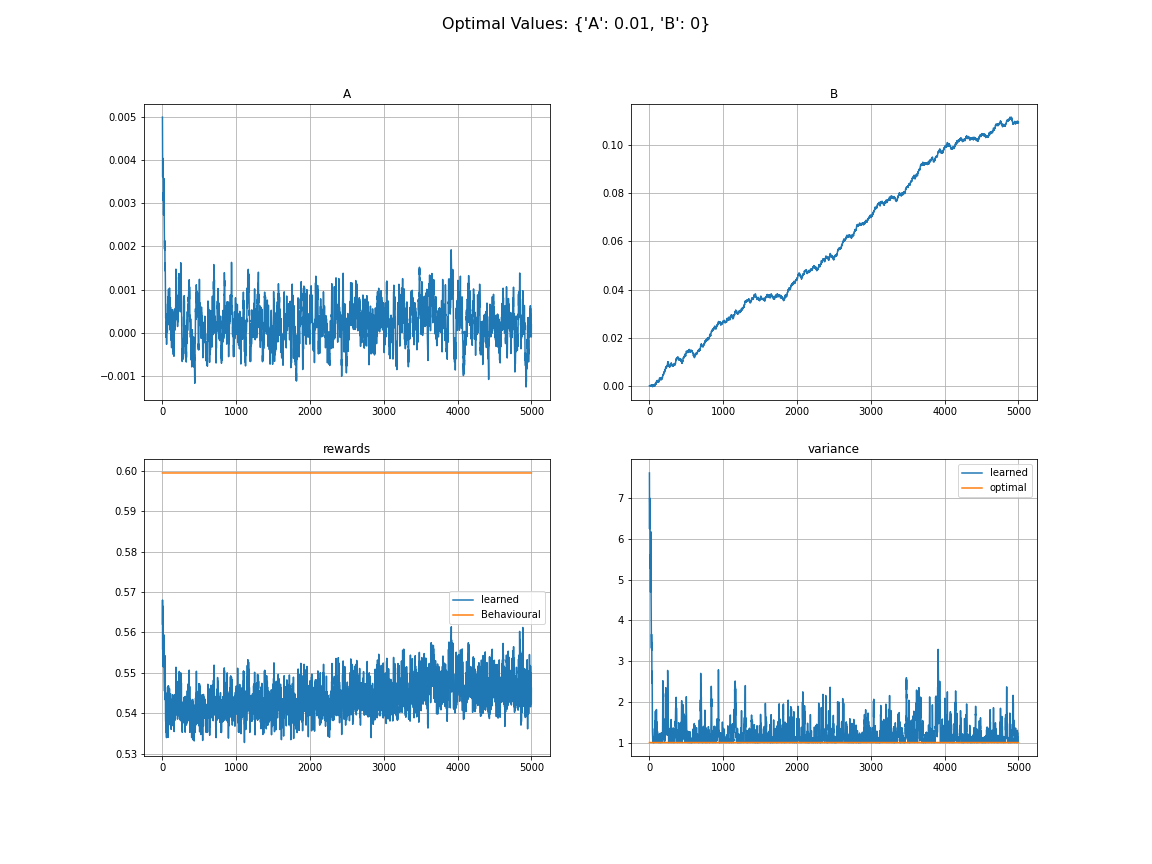 Optimal Values: {'A': 0.01, 'B': 0}
A
0.005
0.004
0.003
0.002
0.001
0.000
−0.001
0 1000 2000 3000 4000 5000
B
0.10
0.08
0.06
0.04
0.02
0.00
0 1000 2000 3000 4000 5000
rewards
0.60
0.59
0.58
0.57
0.56
0.55
0.54
0.53
learned
Behavioural
0 1000 2000 3000 4000 5000
variance
7
6
5
4
3
2
1
learned
optimal
0 1000 2000 3000 4000 5000